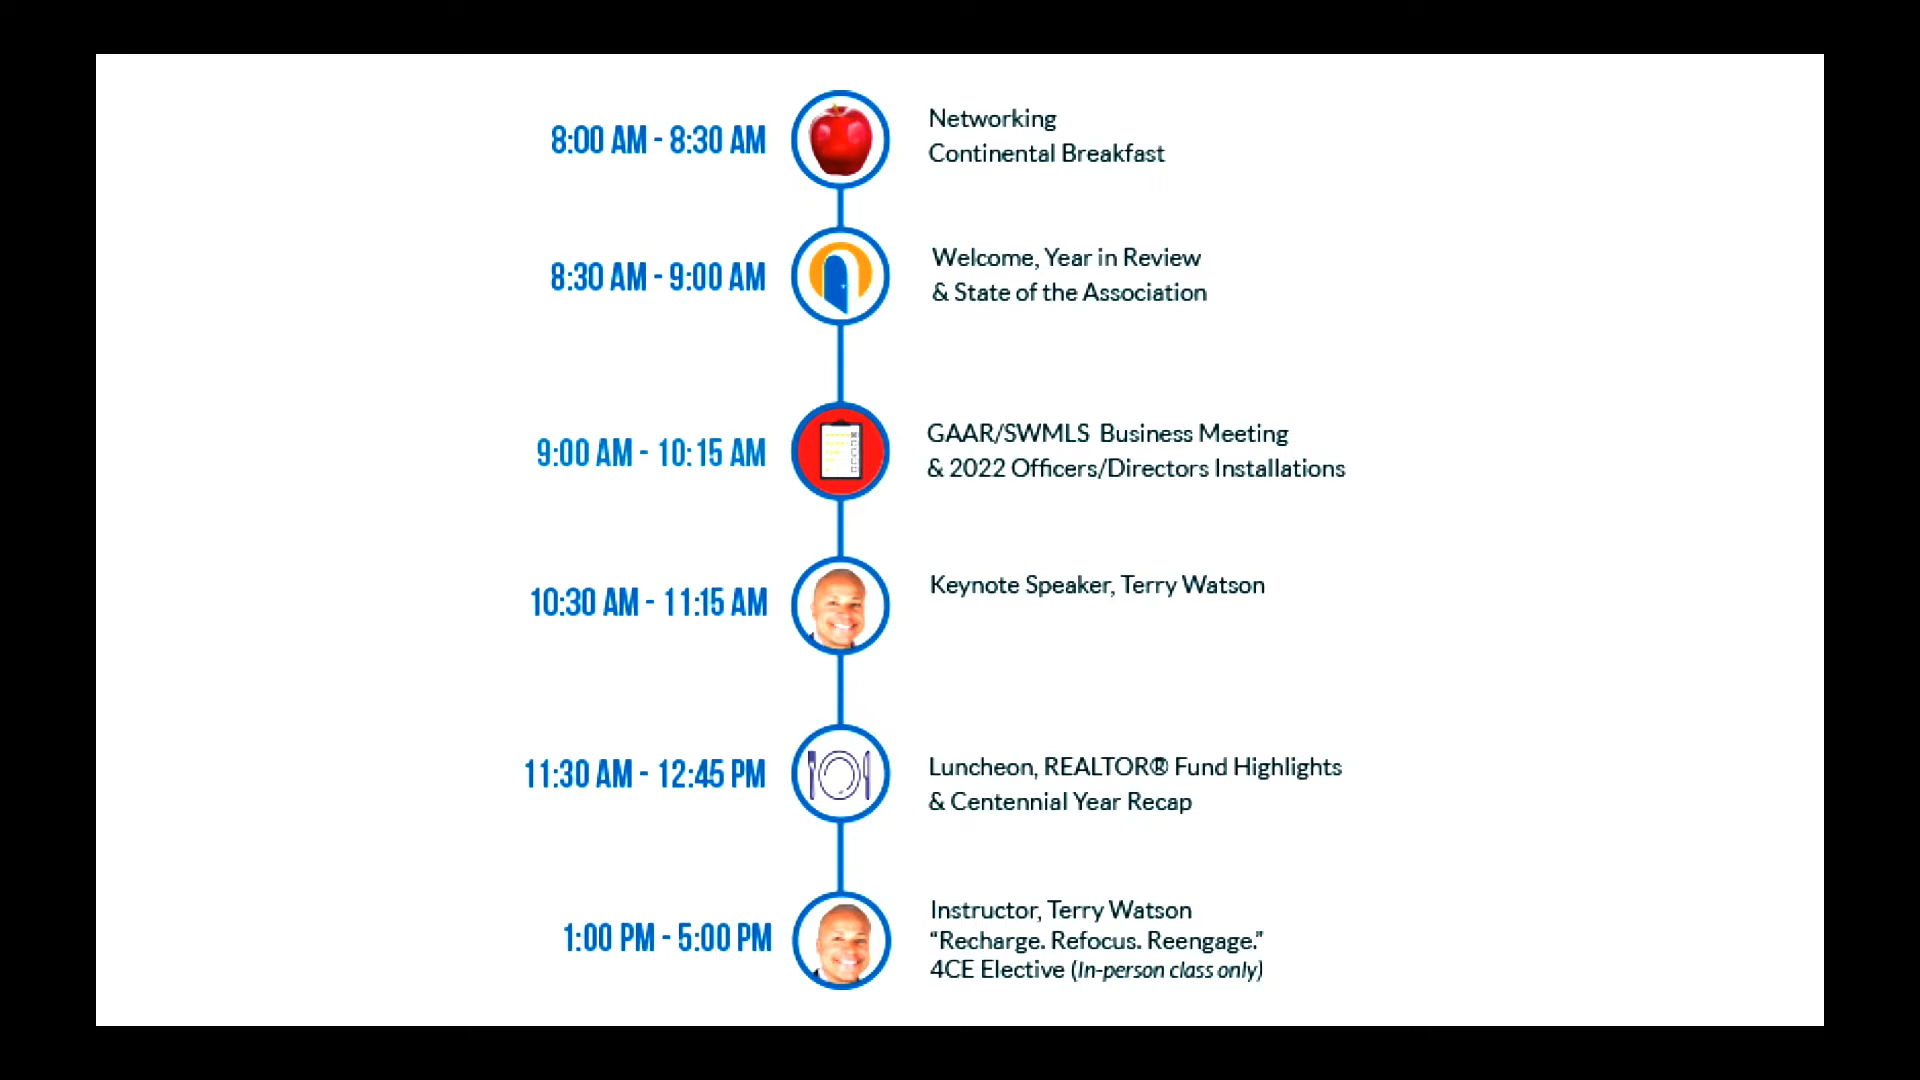 8:00 AM - 8:30 AM
Networking
Continental Breakfast
8:30 AM - 9:00 AM
Welcome, Year in Review
& State of the Association
9:00 AM - 10:15 AM
GAAR/SWMLS Business Meeting
& 2022 Officers/Directors Installations
10:30 AM - 11:15 AM
Keynote Speaker, Terry Watson
11:30 AM - 12:45 PM
Luncheon, REALTOR® Fund Highlights
& Centennial Year Recap
1:00 PM - 5:00 PM
Instructor, Terry Watson
“Recharge. Refocus. Reengage.”
4CE Elective (In-person class only)